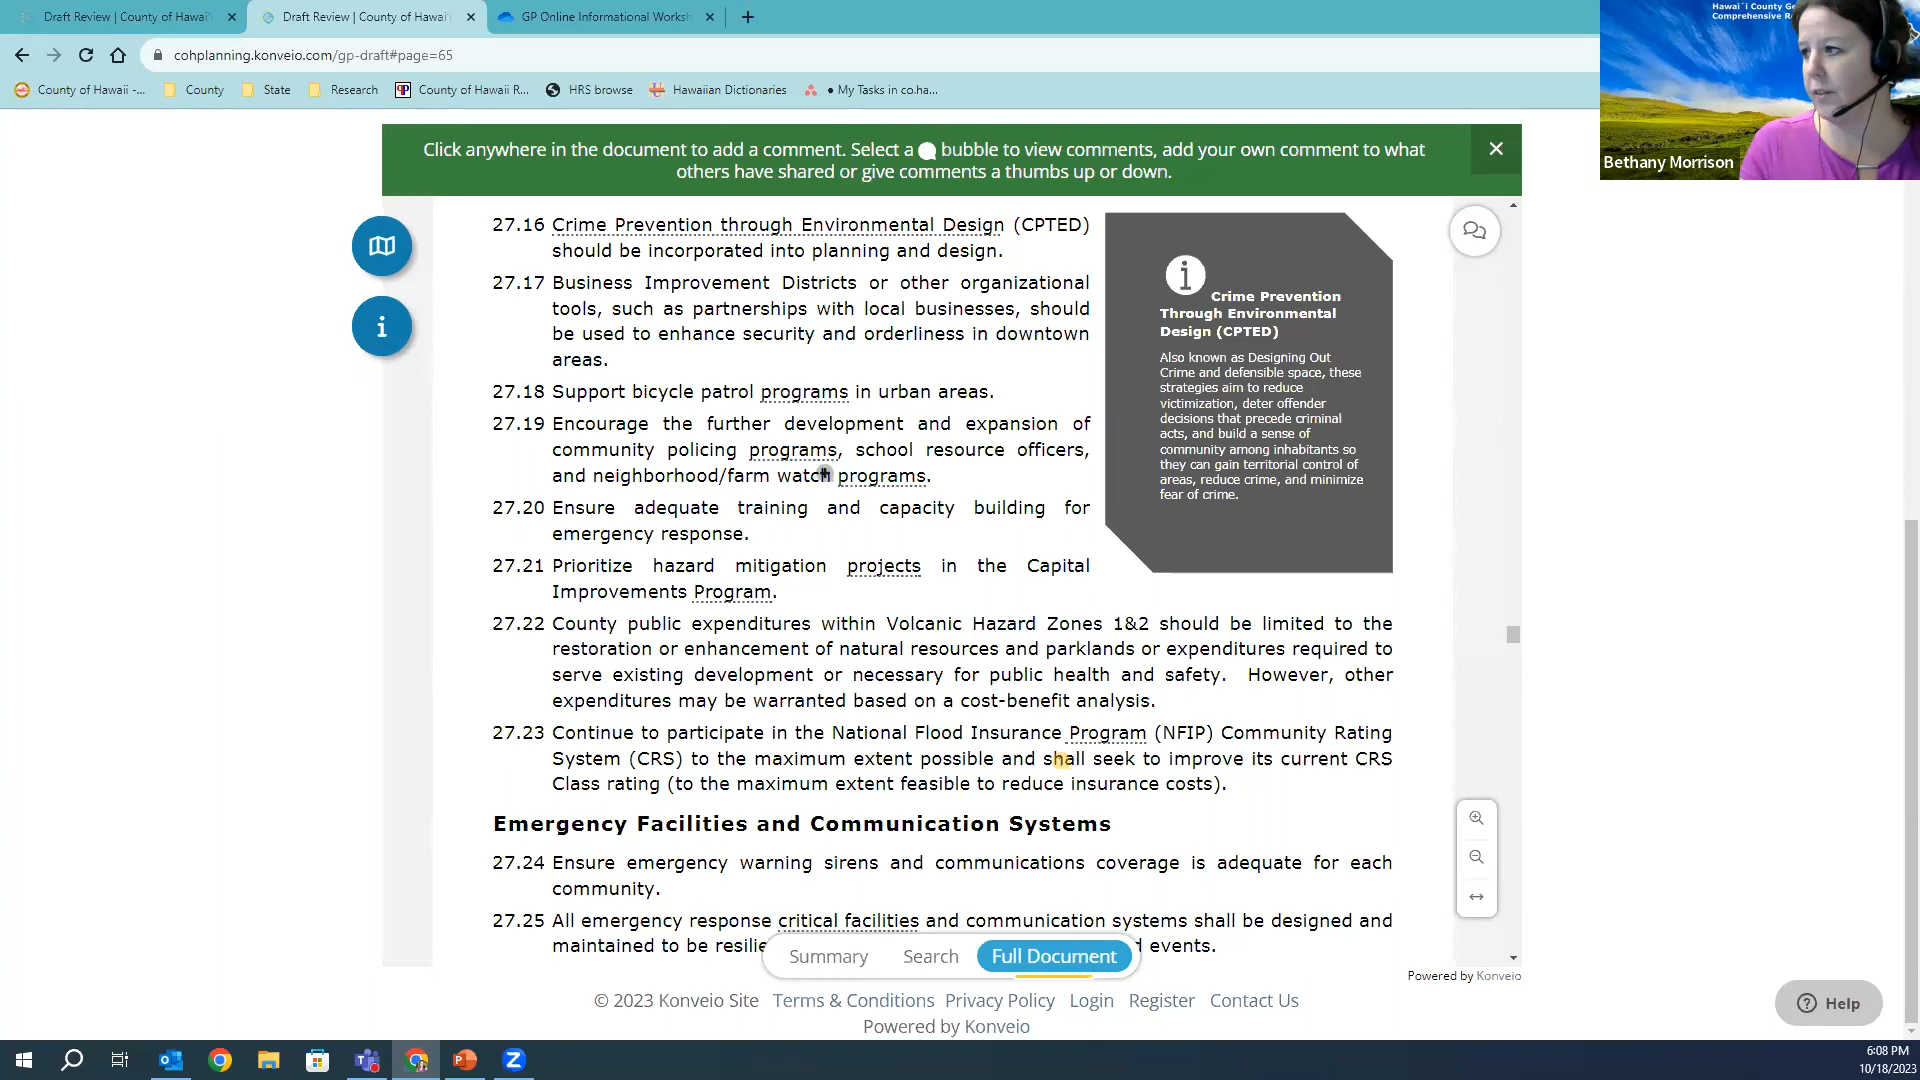 Draft Review | County of Hawai'i
Draft Review | County of Hawai'i
GP Online Informational Works
cohplanning.konveio.com/gp-draft#page=65
County of Hawaii -...
County
State
Research
County of Hawaii R...
HRS browse
Hawaiian Dictionaries
• My Tasks in co.ha...
Hawai´i County Ge
Comprehensive Re
Bethany Morrison
Click anywhere in the document to add a comment. Select a bubble to view comments, add your own comment to what
others have shared or give comments a thumbs up or down.
27.16 Crime Prevention through Environmental Design (CPTED)
should be incorporated into planning and design.
27.17 Business Improvement Districts or other organizational
tools, such as partnerships with local businesses, should
be used to enhance security and orderliness in downtown
areas.
27.18 Support bicycle patrol programs in urban areas.
27.19 Encourage the further development and expansion of
community policing programs, school resource officers,
and neighborhood/farm watch programs.
27.20 Ensure adequate training and capacity building for
emergency response.
27.21 Prioritize hazard mitigation projects in the Capital
Improvements Program.
Crime Prevention
Through Environmental
Design (CPTED)
Also known as Designing Out
Crime and defensible space, these
strategies aim to reduce
victimization, deter offender
decisions that precede criminal
acts, and build a sense of
community among inhabitants so
they can gain territorial control of
areas, reduce crime, and minimize
fear of crime.
27.22 County public expenditures within Volcanic Hazard Zones 1&2 should be limited to the
restoration or enhancement of natural resources and parklands or expenditures required to
serve existing development or necessary for public health and safety. However, other
expenditures may be warranted based on a cost-benefit analysis.
27.23 Continue to participate in the National Flood Insurance Program (NFIP) Community Rating
System (CRS) to the maximum extent possible and shall seek to improve its current CRS
Class rating (to the maximum extent feasible to reduce insurance costs).
Emergency Facilities and Communication Systems
27.24 Ensure emergency warning sirens and communications coverage is adequate for each
community.
27.25 All emergency response critical facilities and communication systems shall be designed and
maintained to be resilie events.
Summary
Search
Full Document
Powered by Konveio
© 2023 Konveio Site Terms & Conditions Privacy Policy Login Register Contact Us
Powered by Konveio
Help
6:08 PM
10/18/2023